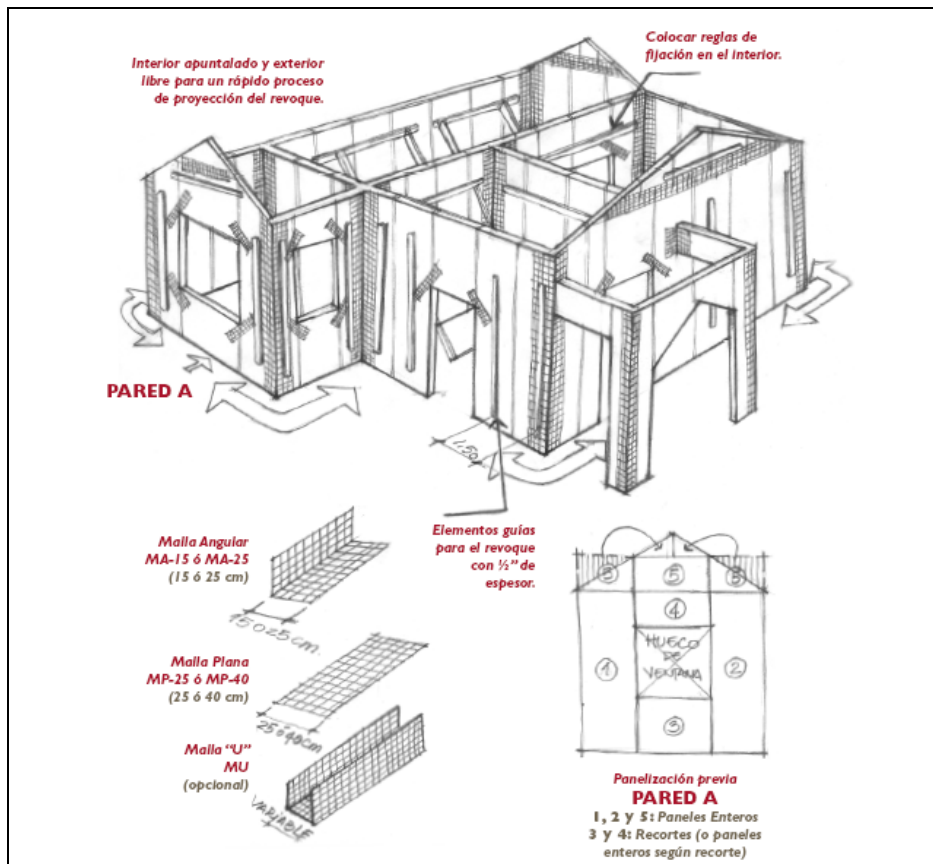 Interior apuntalado y exterior
libre para un rápido proceso
de proyección del revoque.
Colocar reglas de
fijación en el interior.
PARED A
1,50
Elementos guías
para el revoque
con ½” de
espesor.
Malla Angular
MA-15 ó MA-25
(15 ó 25 cm)
15 O 25 cm.
Malla Plana
MP-25 ó MP-40
(25 ó 40 cm)
25 ó 40 cm
Malla “U”
MU
(opcional)
VARIABLE
5
4
1
HUECO
DE
VENTANA
2
3
Panelización previa
PARED A
1, 2 y 5: Paneles Enteros
3 y 4: Recortes (o paneles
enteros según recorte)